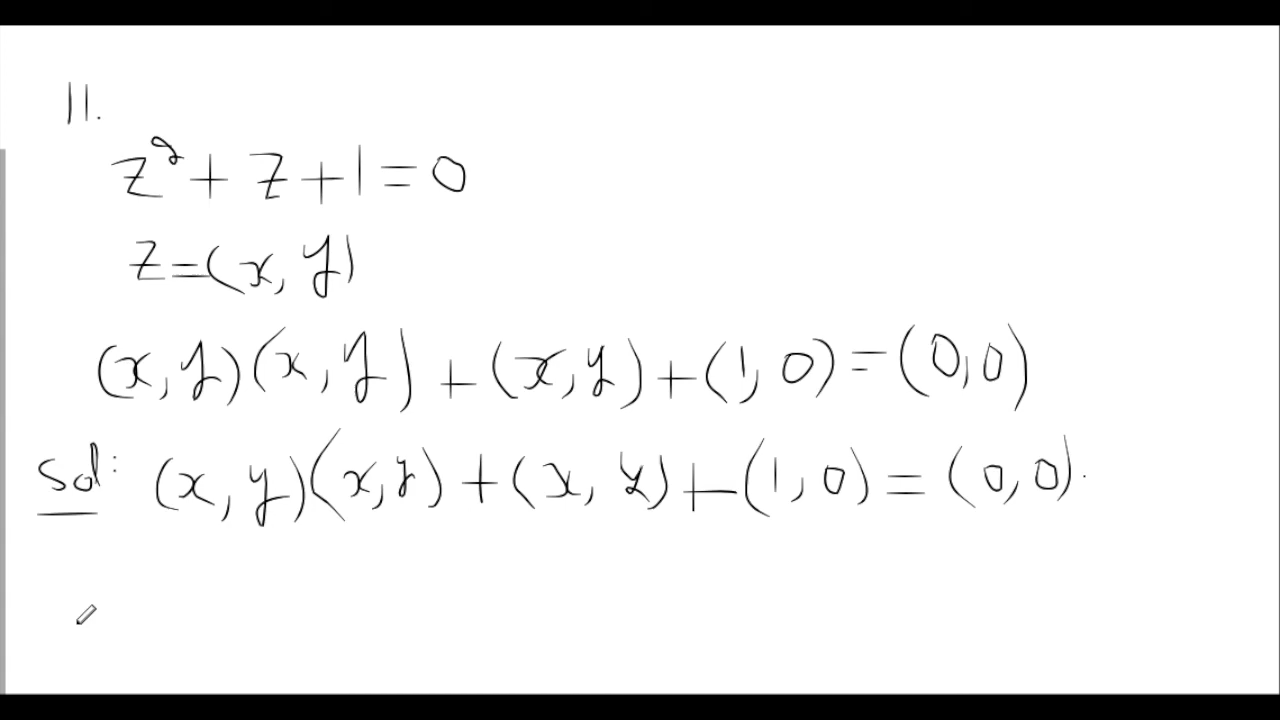 11.
z² + z + 1 = 0
z = (x, y)
(x, y)(x, y) + (x, y) + (1, 0) = (0, 0)
Sol: (x, y)(x, y) + (x, y) + (1, 0) = (0, 0).